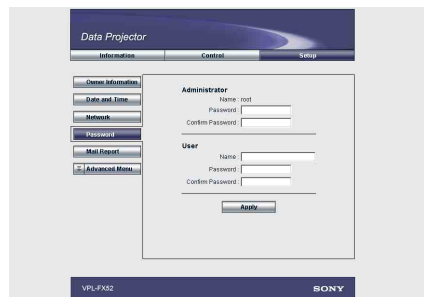 Data Projector
Information Control Setup
Owner Information
Date and Time
Network
Password
Mail Report
Advanced Menu
Administrator
Name : root
Password :
Confirm Password :
User
Name :
Password :
Confirm Password :
Apply
VPL-FX52 SONY